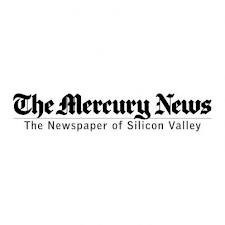 The Mercury News
The Newspaper of Silicon Valley